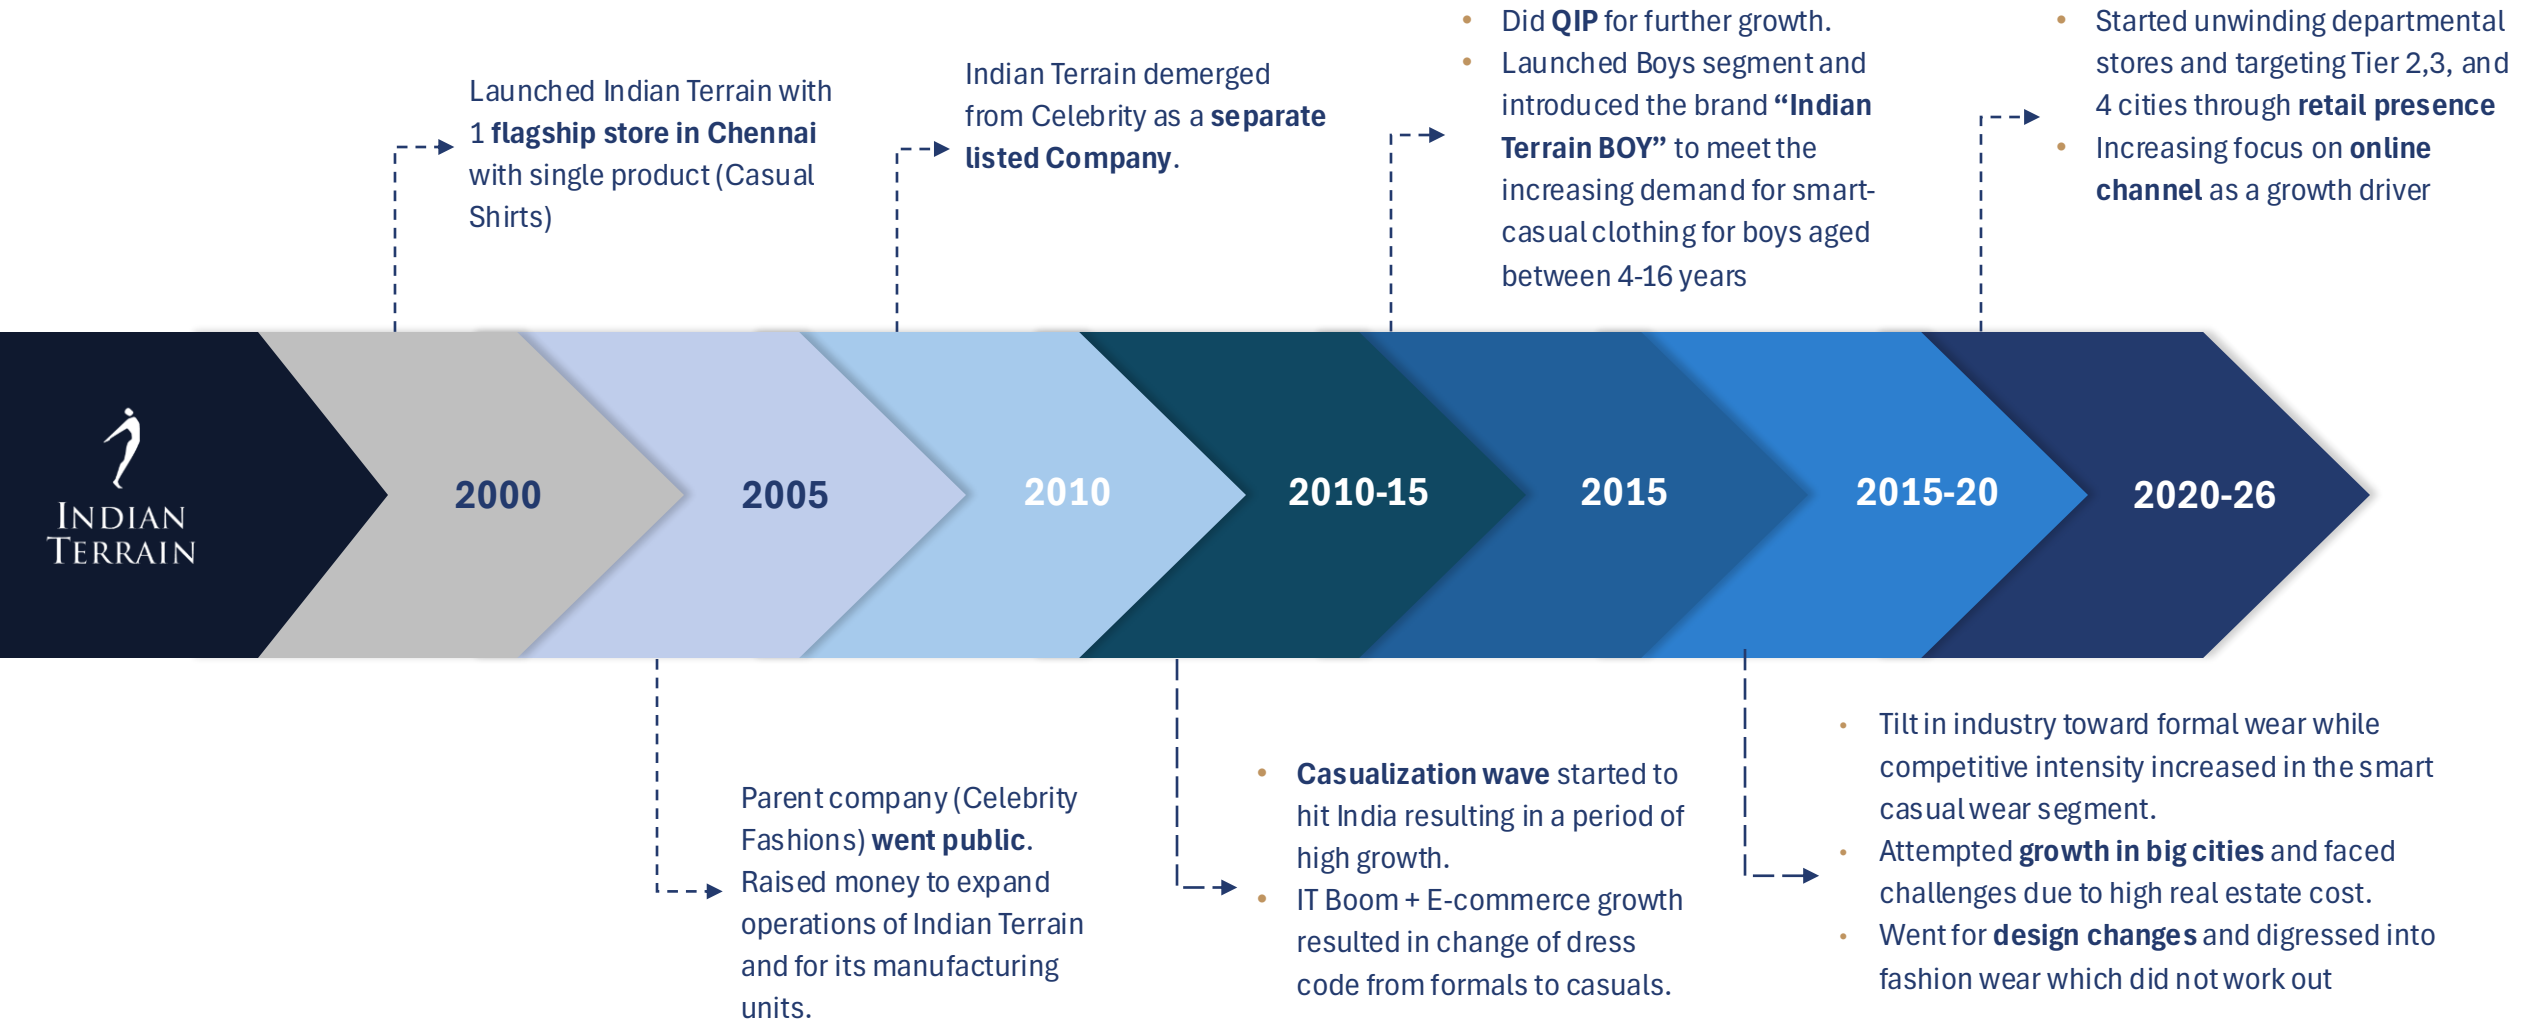 Launched Indian Terrain with
1 flagship store in Chennai
with single product (Casual
Shirts)
Indian Terrain demerged
from Celebrity as a separate
listed Company.
• Did QIP for further growth.
• Launched Boys segment and
introduced the brand “Indian
Terrain BOY” to meet the
increasing demand for smart-
casual clothing for boys aged
between 4-16 years
• Started unwinding departmental
stores and targeting Tier 2,3, and
4 cities through retail presence
• Increasing focus on online
channel as a growth driver
INDIAN
TERRAIN
2000
2005
2010
2010-15
2015
2015-20
2020-26
Parent company (Celebrity
Fashions) went public.
Raised money to expand
operations of Indian Terrain
and for its manufacturing
units.
• Casualization wave started to
hit India resulting in a period of
high growth.
• IT Boom + E-commerce growth
resulted in change of dress
code from formals to casuals.
• Tilt in industry toward formal wear while
competitive intensity increased in the smart
casual wear segment.
• Attempted growth in big cities and faced
challenges due to high real estate cost.
• Went for design changes and digressed into
fashion wear which did not work out